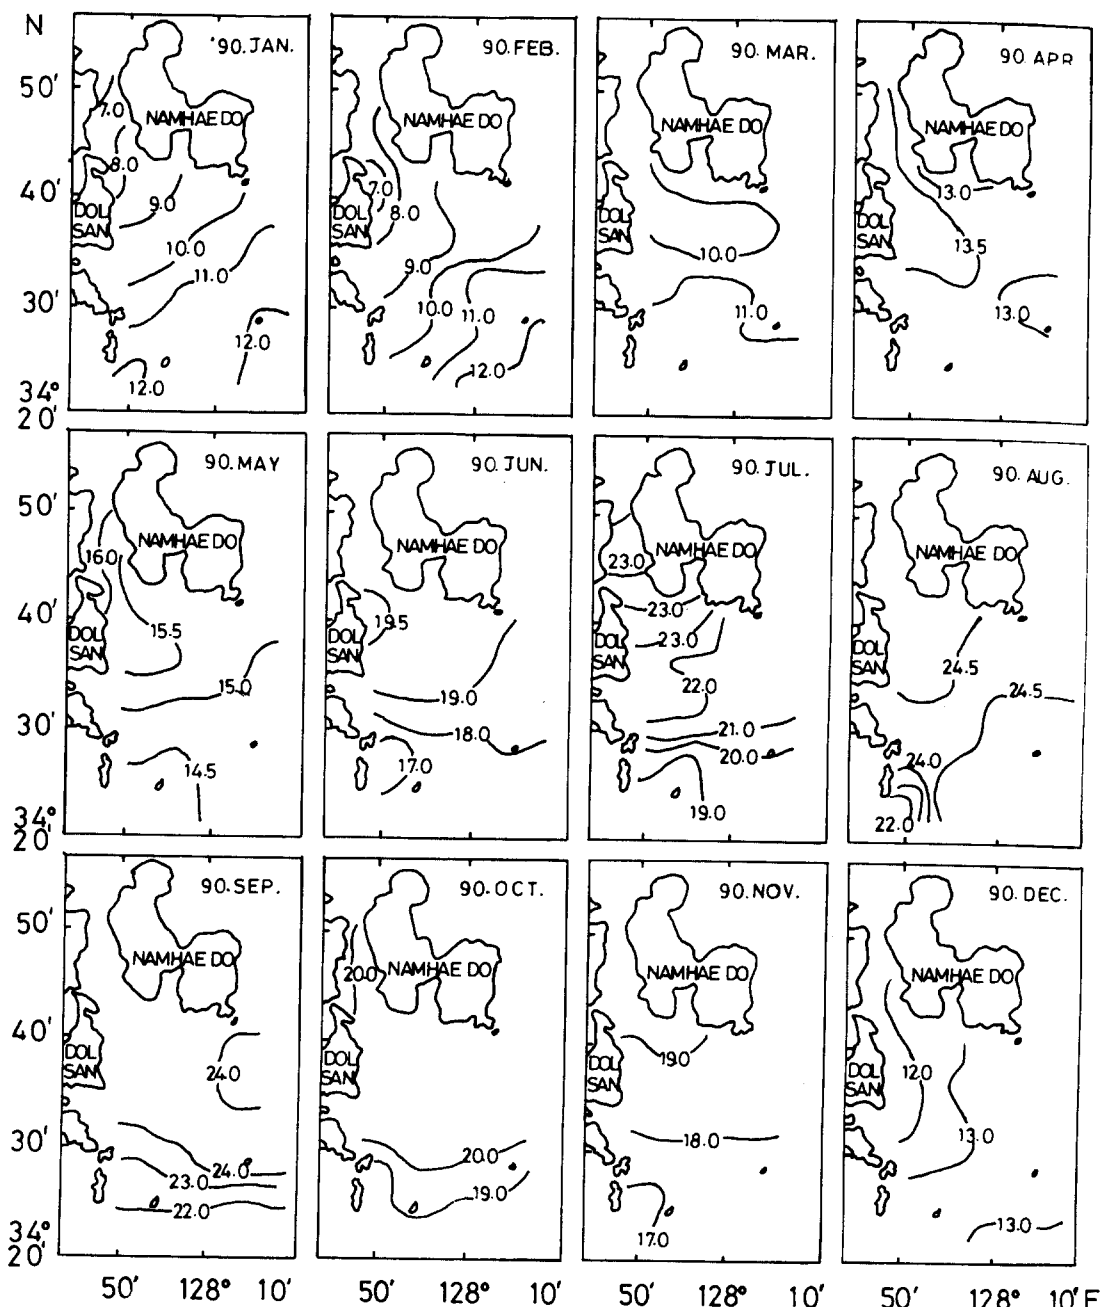 N
90.JAN.
90.FEB.
90.MAR.
90.APR
50'
NAMHAE DO
NAMHAE DO
NAMHAE DO
NAMHAE DO
7.0
8.0
7.0
40'
9.0
8.0
13.0
DOL SAN
DOL SAN
DOL SAN
DOL SAN
10.0
11.0
9.0
10.0
13.5
30'
10.0
11.0
11.0
13.0
12.0
12.0
12.0
34°
20'
90.MAY
90.JUN.
90.JUL.
90.AUG.
50'
NAMHAE DO
NAMHAE DO
NAMHAE DO
NAMHAE DO
16.0
23.0
40'
15.5
19.5
23.0
23.0
DOL SAN
DOL SAN
DOL SAN
DOL SAN
24.5
15.0
19.0
22.0
24.5
30'
18.0
21.0
20.0
14.5
17.0
19.0
24.0
22.0
34°
20'
90.SEP.
90.OCT.
90.NOV.
90.DEC.
50'
NAMHAE DO
NAMHAE DO
NAMHAE DO
NAMHAE DO
20.0
40'
DOL SAN
DOL SAN
DOL SAN
DOL SAN
24.0
19.0
12.0
30'
24.0
20.0
18.0
13.0
23.0
19.0
22.0
17.0
13.0
34°
20'
50' 128° 10'
50' 128°
50' 128° 10'
50' 128° 10'E